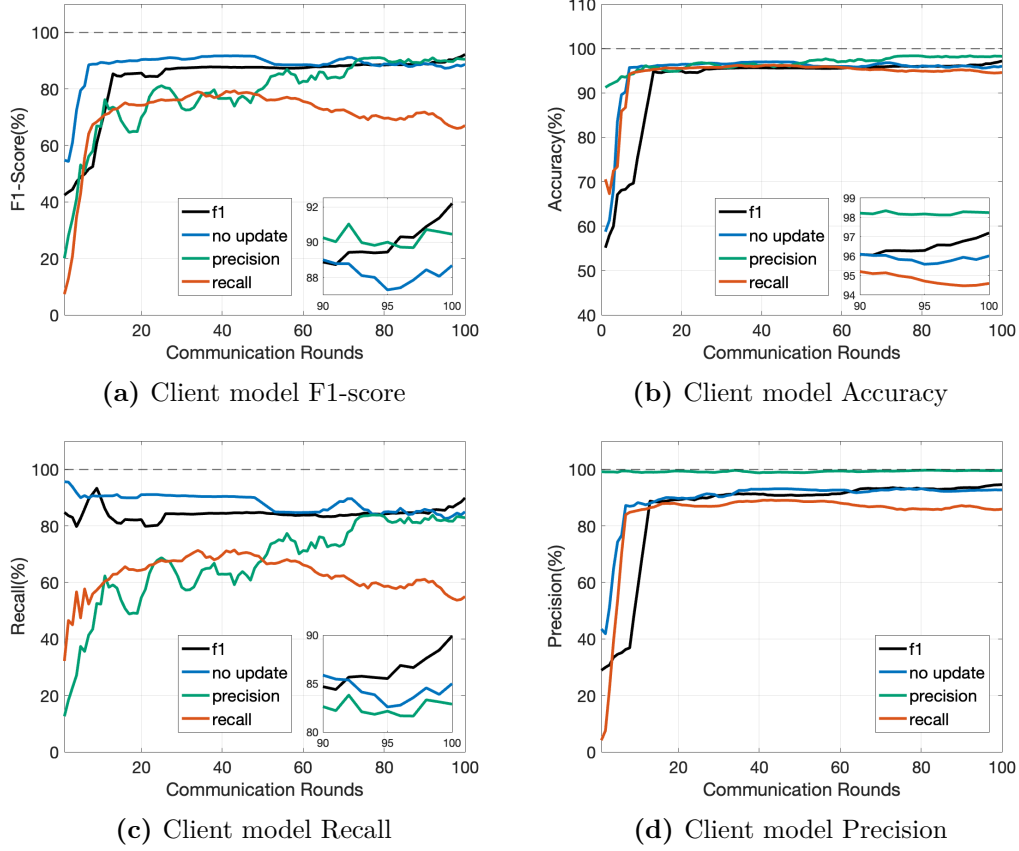 F1-Score(%)
100
80
60
40
20
0
f1
no update
precision
recall
92
90
88
90
95
100
20
40
60
80
100
Communication Rounds
(a) Client model F1-score
Accuracy(%)
110
100
90
80
70
60
50
40
f1
no update
precision
recall
99
98
97
96
95
94
90
95
100
0
20
40
60
80
100
Communication Rounds
(b) Client model Accuracy
Recall(%)
100
80
60
40
20
0
f1
no update
precision
recall
90
85
80
90
95
100
20
40
60
80
100
Communication Rounds
(c) Client model Recall
Precision(%)
100
80
60
40
20
0
f1
no update
precision
recall
20
40
60
80
100
Communication Rounds
(d) Client model Precision